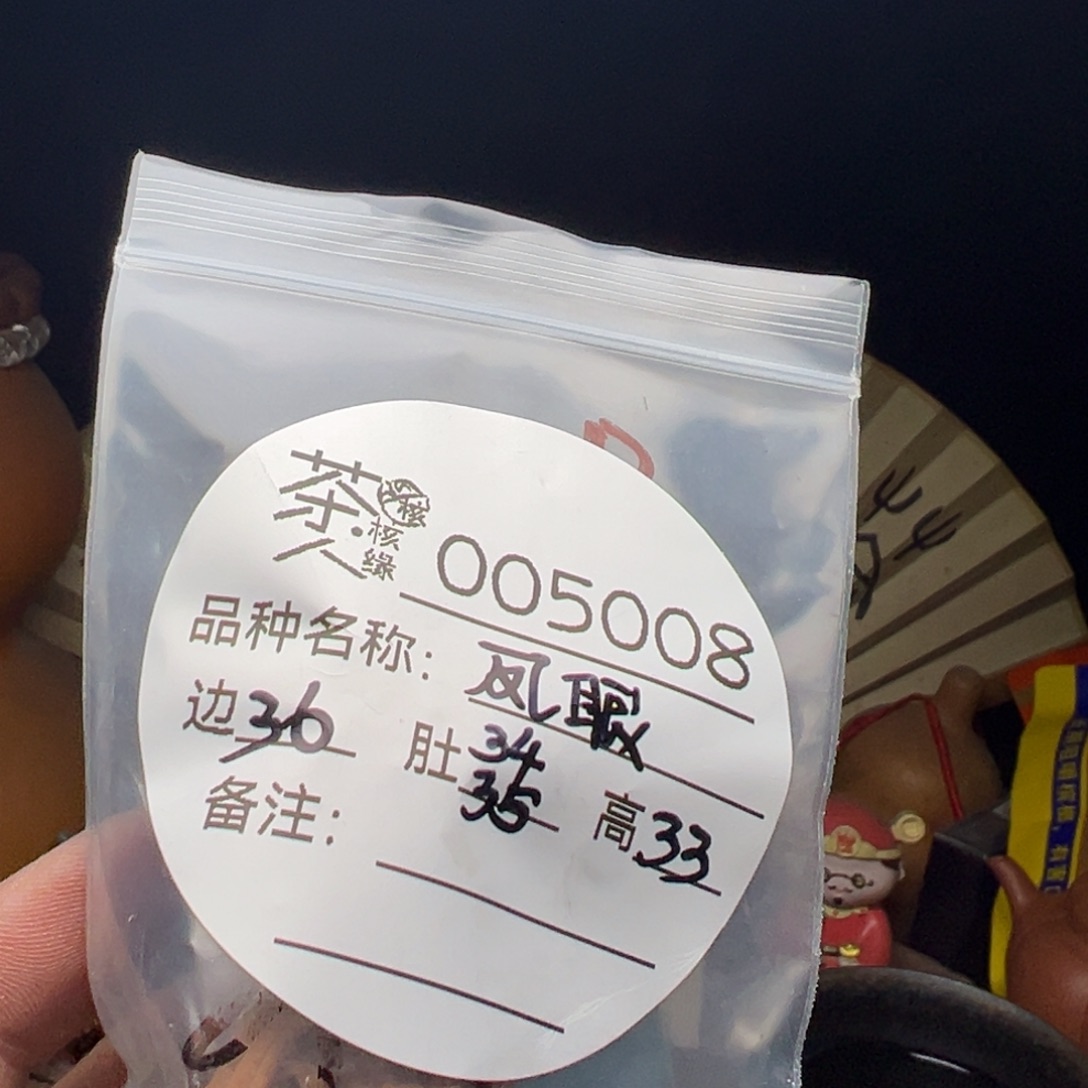 茶
核
缘
005008
品种名称：凤眼
边36 肚34 高33
35
备注：